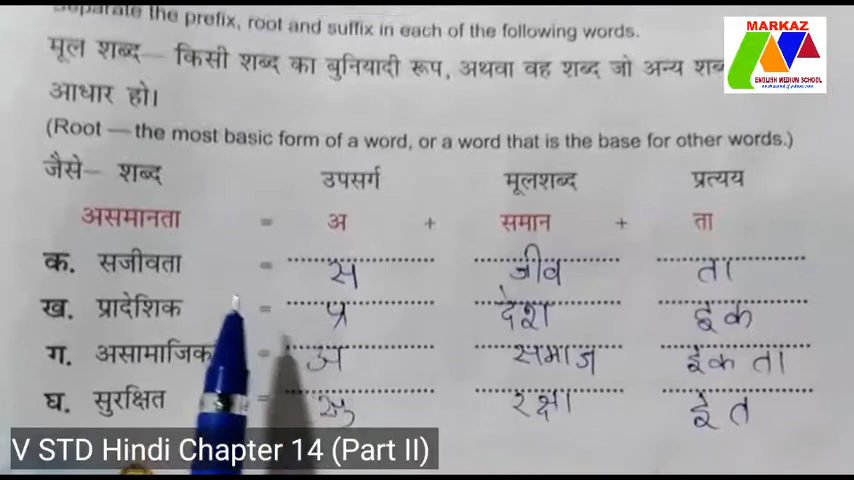 Separate the prefix, root and suffix in each of the following words.
मूल शब्द— किसी शब्द का बुनियादी रूप, अथवा वह शब्द जो अन्य
आधार हो।
(Root — the most basic form of a word, or a word that is the base for other words.)
जैसे— शब्द उपसर्ग मूलशब्द प्रत्यय
असमानता = अ + समान + ता
क. सजीवता = स जीव ता
ख. प्रादेशिक = प्र देश इक
ग. असामाजिक = अ समाज इक ता
घ. सुरक्षित = सु रक्षा इत
MARKAZ
ENGLISH MEDIUM SCHOOL
V STD Hindi Chapter 14 (Part II)